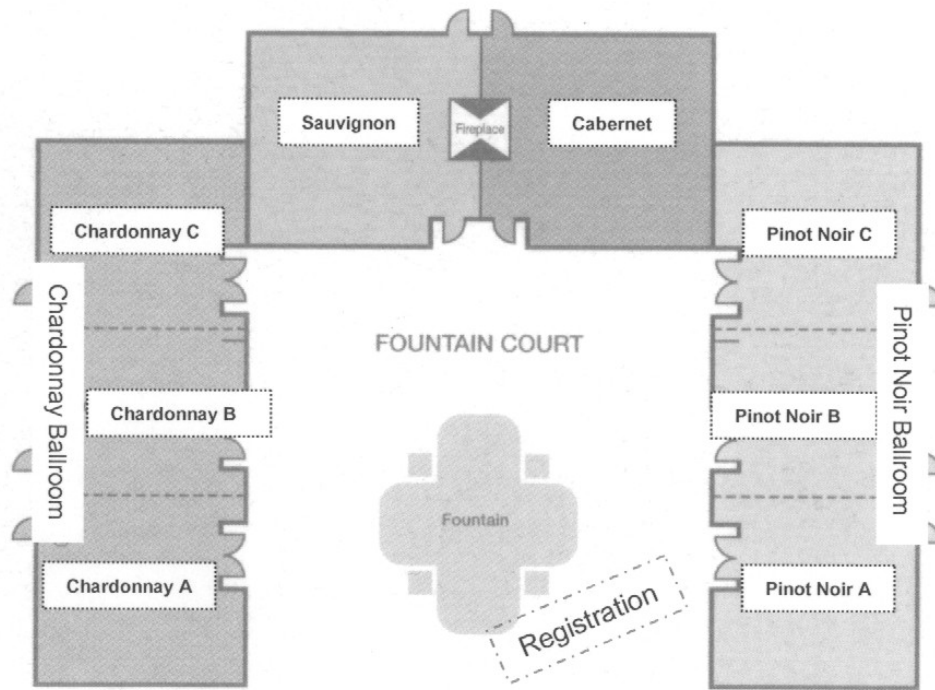 Sauvignon
Fireplace
Cabernet
Chardonnay C
Pinot Noir C
Chardonnay Ballroom
FOUNTAIN COURT
Pinot Noir Ballroom
Chardonnay B
Pinot Noir B
Fountain
Chardonnay A
Registration
Pinot Noir A